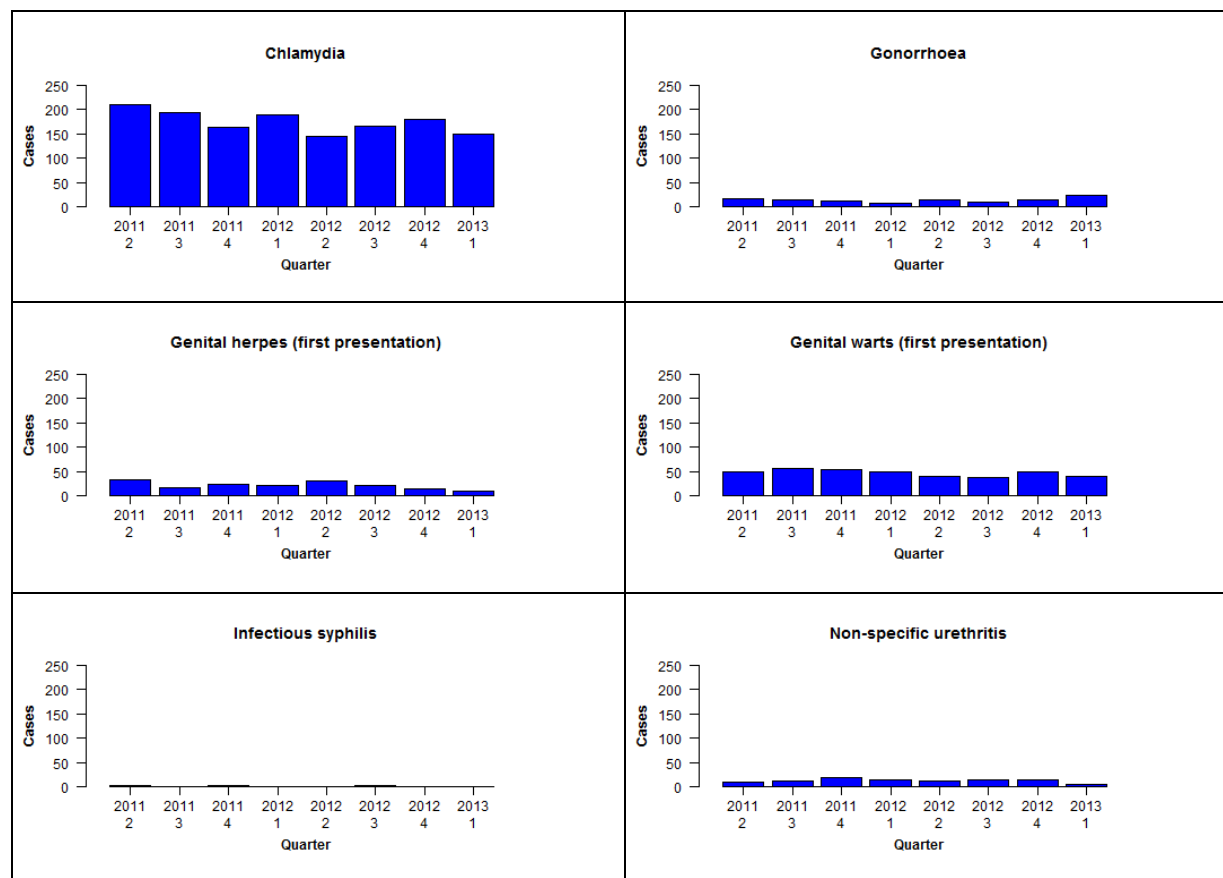 Chlamydia
250
200
150
100
50
0
Cases
2011 2011 2011 2012 2012 2012 2012 2013
2 3 4 1 2 3 4 1
Quarter
Gonorrhoea
250
200
150
100
50
0
Cases
2011 2011 2011 2012 2012 2012 2012 2013
2 3 4 1 2 3 4 1
Quarter
Genital herpes (first presentation)
250
200
150
100
50
0
Cases
2011 2011 2011 2012 2012 2012 2012 2013
2 3 4 1 2 3 4 1
Quarter
Genital warts (first presentation)
250
200
150
100
50
0
Cases
2011 2011 2011 2012 2012 2012 2012 2013
2 3 4 1 2 3 4 1
Quarter
Infectious syphilis
250
200
150
100
50
0
Cases
2011 2011 2011 2012 2012 2012 2012 2013
2 3 4 1 2 3 4 1
Quarter
Non-specific urethritis
250
200
150
100
50
0
Cases
2011 2011 2011 2012 2012 2012 2012 2013
2 3 4 1 2 3 4 1
Quarter